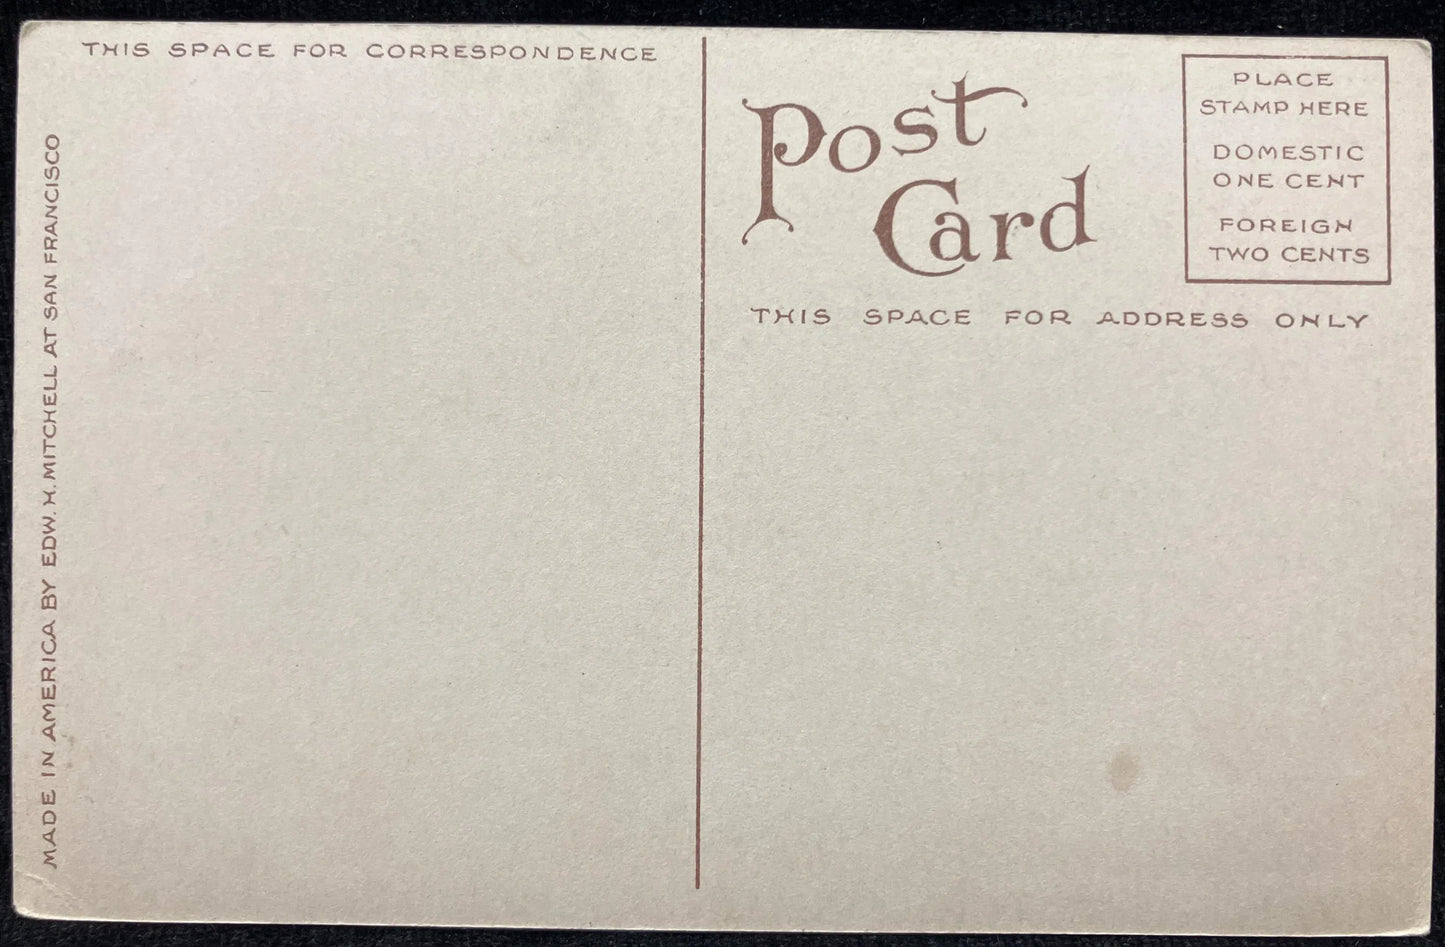 THIS SPACE FOR CORRESPONDENCE
MADE IN AMERICA BY EDW. H. MITCHELL AT SAN FRANCISCO
Post
Card
PLACE
STAMP HERE
DOMESTIC
ONE CENT
FOREIGN
TWO CENTS
THIS SPACE FOR ADDRESS ONLY